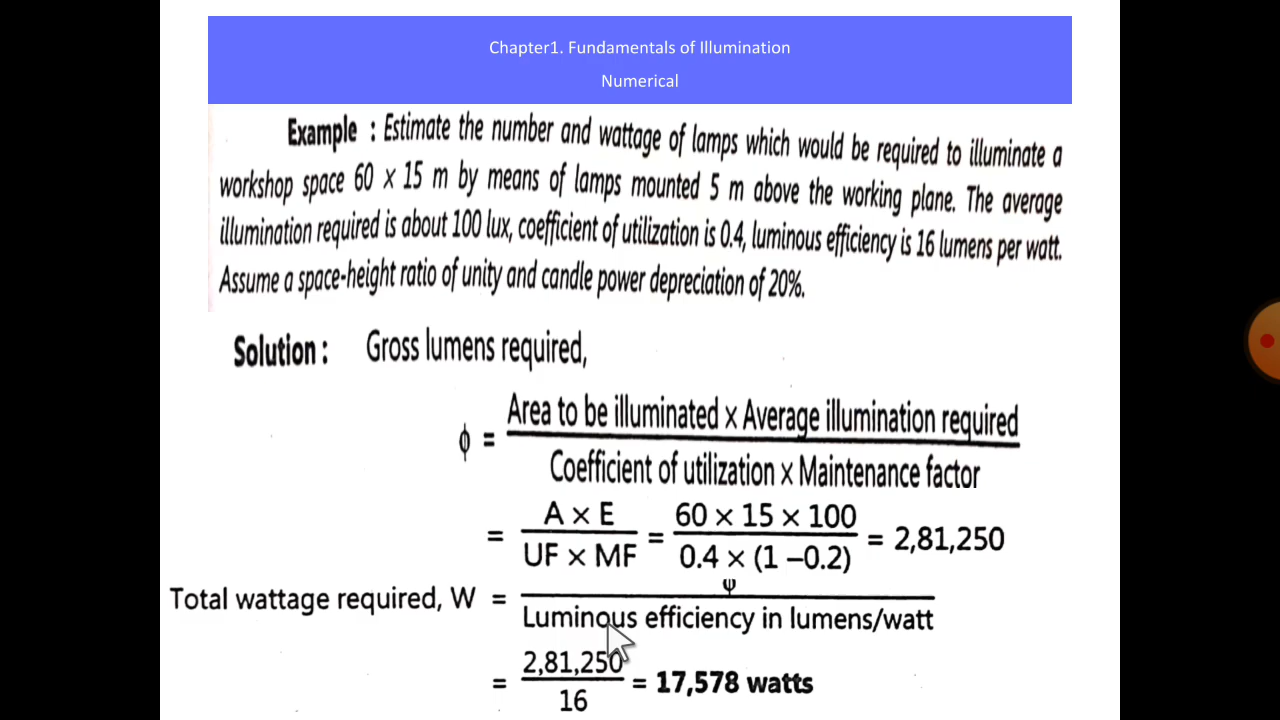 Chapter1. Fundamentals of Illumination
Numerical
Example : Estimate the number and wattage of lamps which would be required to illuminate a
workshop space 60 × 15 m by means of lamps mounted 5 m above the working plane. The average
illumination required is about 100 lux, coefficient of utilization is 0.4, luminous efficiency is 16 lumens per watt.
Assume a space-height ratio of unity and candle power depreciation of 20%.
Solution : Gross lumens required,
ϕ = Area to be illuminated x Average illumination required
Coefficient of utilization x Maintenance factor
= A × E / UF × MF = 60 × 15 × 100 / 0.4 × (1 –0.2) = 2,81,250
Total wattage required, W = ψ / Luminous efficiency in lumens/watt
= 2,81,250 / 16 = 17,578 watts